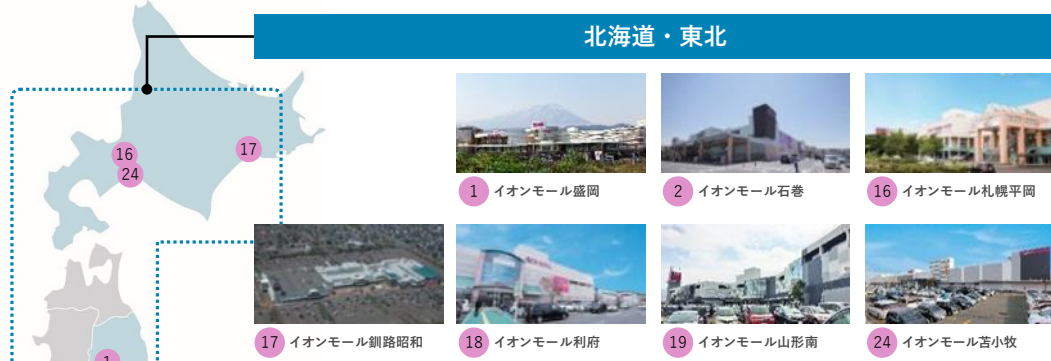 北海道・東北
16
17
24
1 イオンモール盛岡
2 イオンモール石巻
16 イオンモール札幌平岡
17 イオンモール釧路昭和
18 イオンモール利府
19 イオンモール山形南
24 イオンモール苫小牧
1